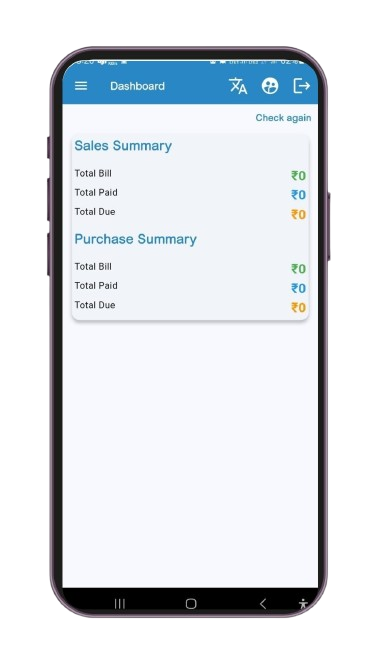 Dashboard
Check again
Sales Summary
Total Bill ₹0
Total Paid ₹0
Total Due ₹0
Purchase Summary
Total Bill ₹0
Total Paid ₹0
Total Due ₹0